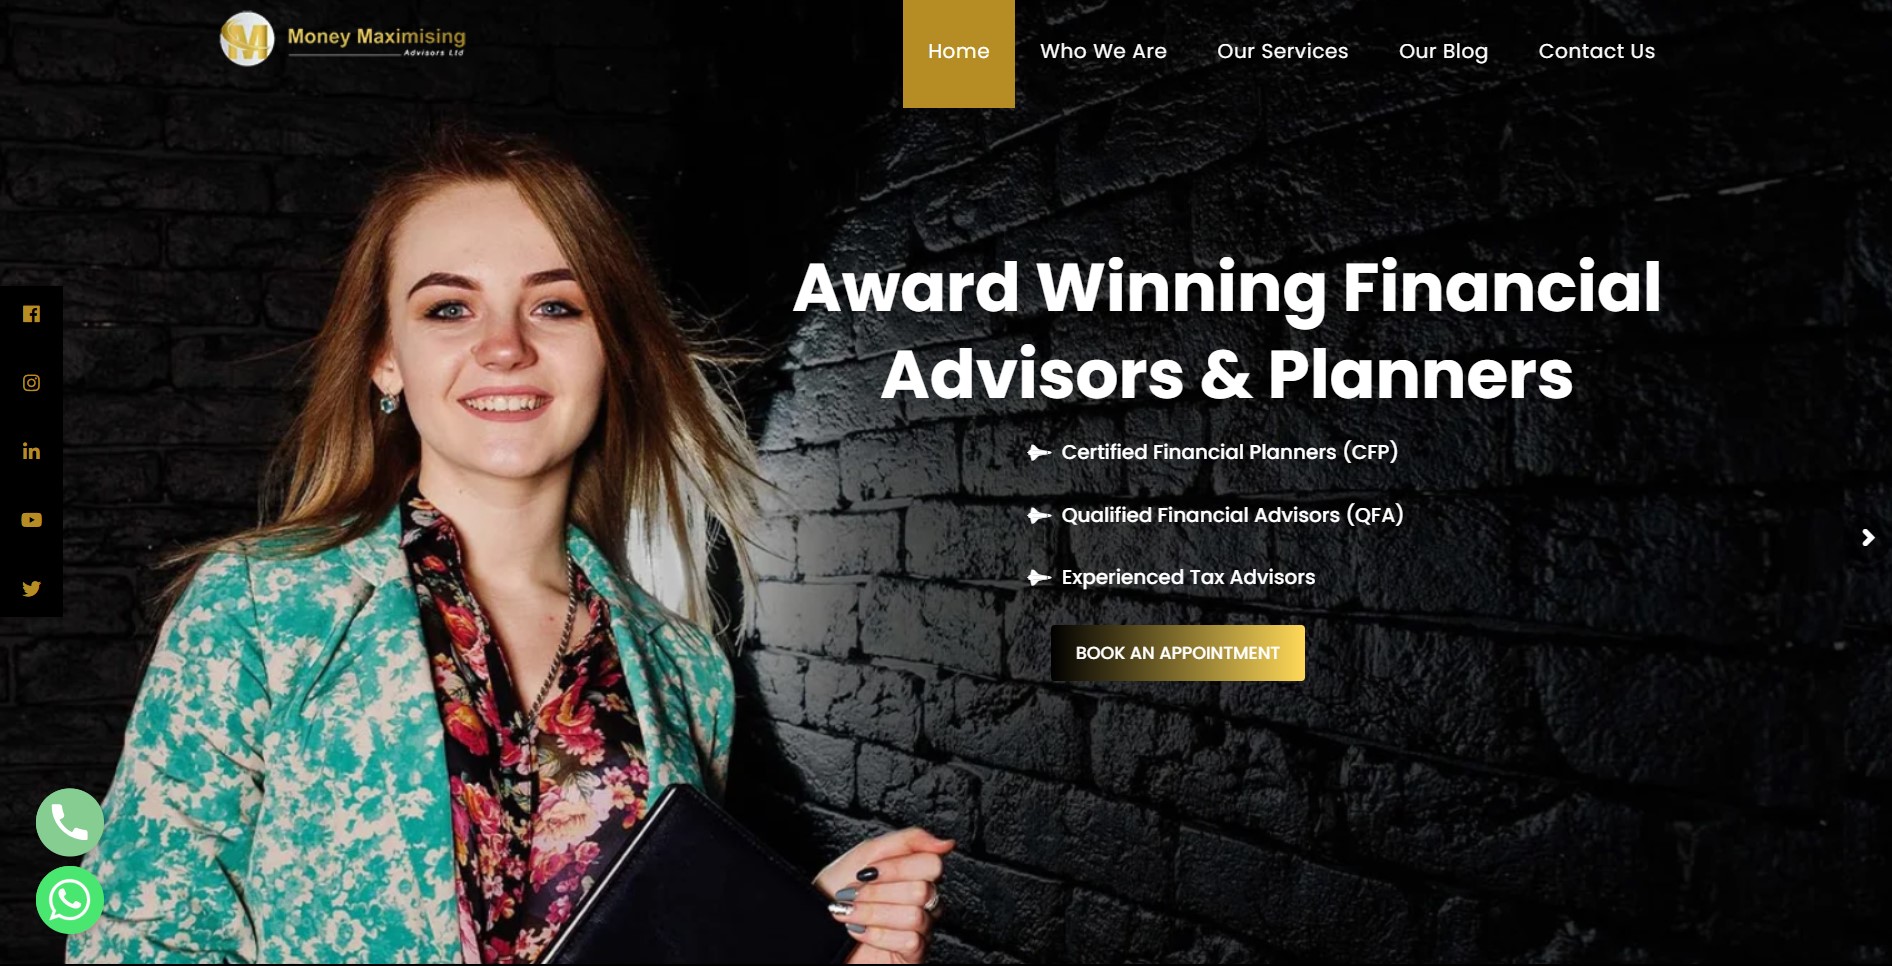 Money Maximising
Advisors Ltd
Home
Who We Are
Our Services
Our Blog
Contact Us
Award Winning Financial
Advisors & Planners
Certified Financial Planners (CFP)
Qualified Financial Advisors (QFA)
Experienced Tax Advisors
BOOK AN APPOINTMENT